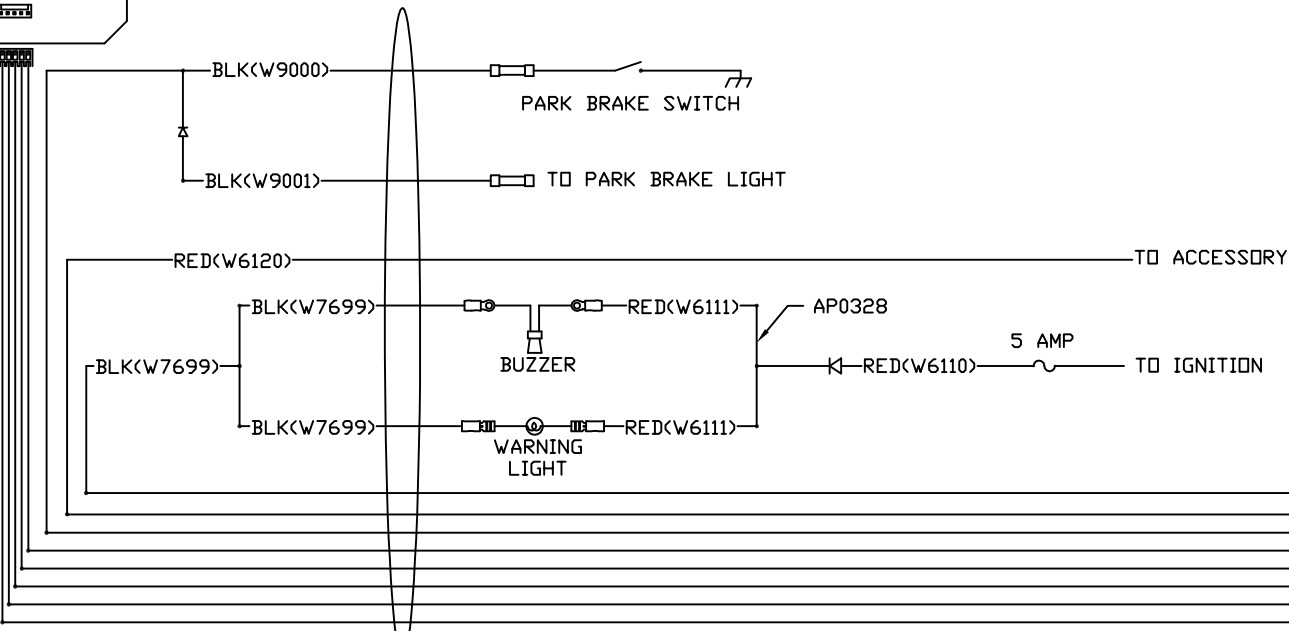 BLK(W9000)
PARK BRAKE SWITCH
BLK(W9001)
TO PARK BRAKE LIGHT
RED(W6120)
TO ACCESSORY
BLK(W7699)
RED(W6111)
AP0328
BUZZER
5 AMP
BLK(W7699)
RED(W6110)
TO IGNITION
BLK(W7699)
RED(W6111)
WARNING
LIGHT